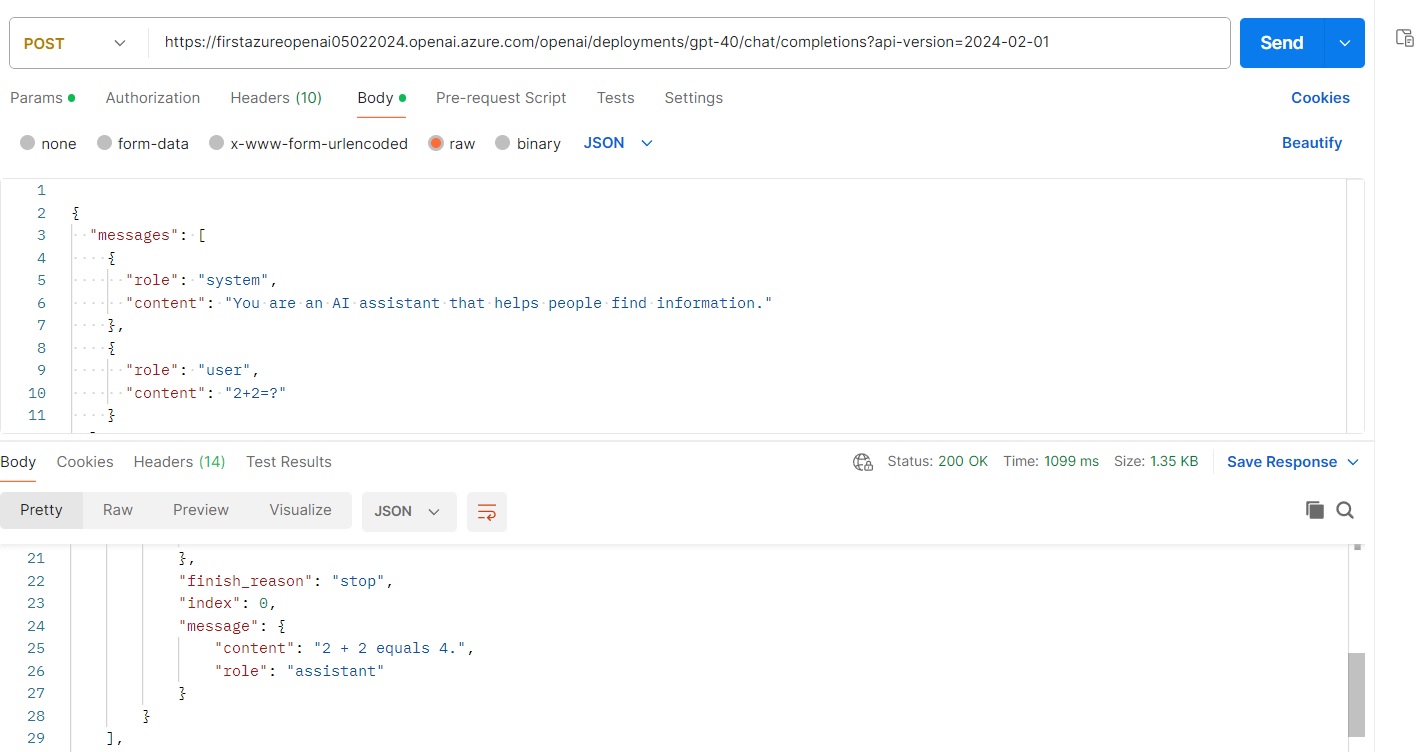 POST https://firstazureopenai05022024.openai.azure.com/openai/deployments/gpt-40/chat/completions?api-version=2024-02-01 Send
Params Authorization Headers (10) Body Pre-request Script Tests Settings Cookies
none form-data x-www-form-urlencoded raw binary JSON Beautify
1
2 {
3 "messages": [
4 {
5 "role": "system",
6 "content": "You are an AI assistant that helps people find information."
7 },
8 {
9 "role": "user",
10 "content": "2+2=?"
11 }
Body Cookies Headers (14) Test Results Status: 200 OK Time: 1099 ms Size: 1.35 KB Save Response
Pretty Raw Preview Visualize JSON
21 },
22 "finish_reason": "stop",
23 "index": 0,
24 "message": {
25 "content": "2 + 2 equals 4.",
26 "role": "assistant"
27 }
28 }
29 ],